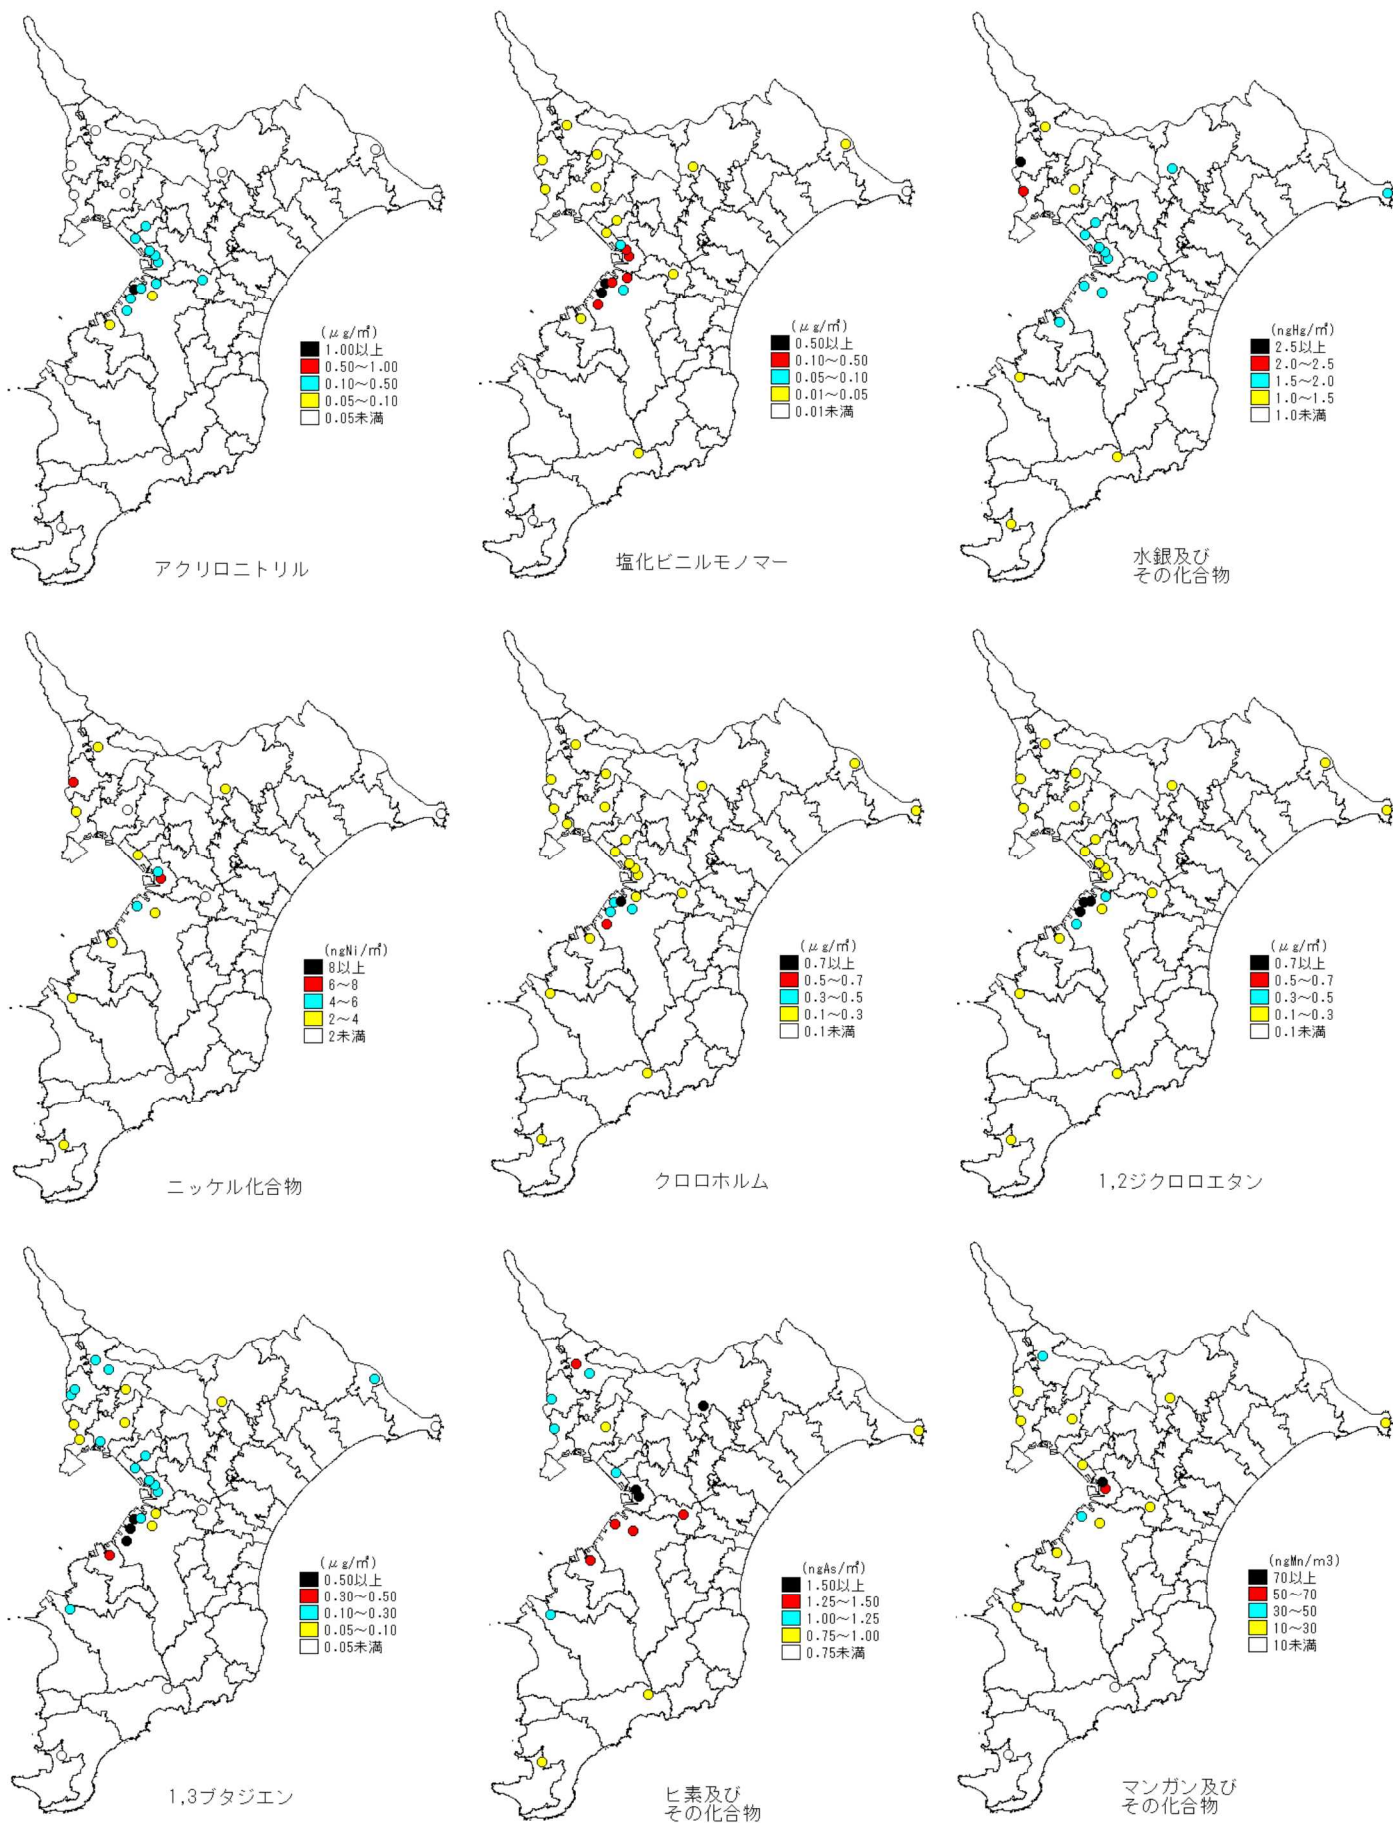 (μg/㎥)
1.00以上
0.50～1.00
0.10～0.50
0.05～0.10
0.05未満
アクリロニトリル
(μg/㎥)
0.50以上
0.10～0.50
0.05～0.10
0.01～0.05
0.01未満
塩化ビニルモノマー
(ngHg/㎥)
2.5以上
2.0～2.5
1.5～2.0
1.0～1.5
1.0未満
水銀及び
その化合物
(ngNi/㎥)
8以上
6～8
4～6
2～4
2未満
ニッケル化合物
(μg/㎥)
0.7以上
0.5～0.7
0.3～0.5
0.1～0.3
0.1未満
クロロホルム
(μg/㎥)
0.7以上
0.5～0.7
0.3～0.5
0.1～0.3
0.1未満
1,2ジクロロエタン
(μg/㎥)
0.50以上
0.30～0.50
0.10～0.30
0.05～0.10
0.05未満
1,3ブタジエン
(ngAs/㎥)
1.50以上
1.25～1.50
1.00～1.25
0.75～1.00
0.75未満
ヒ素及び
その化合物
(ngMn/m3)
70以上
50～70
30～50
10～30
10未満
マンガン及び
その化合物